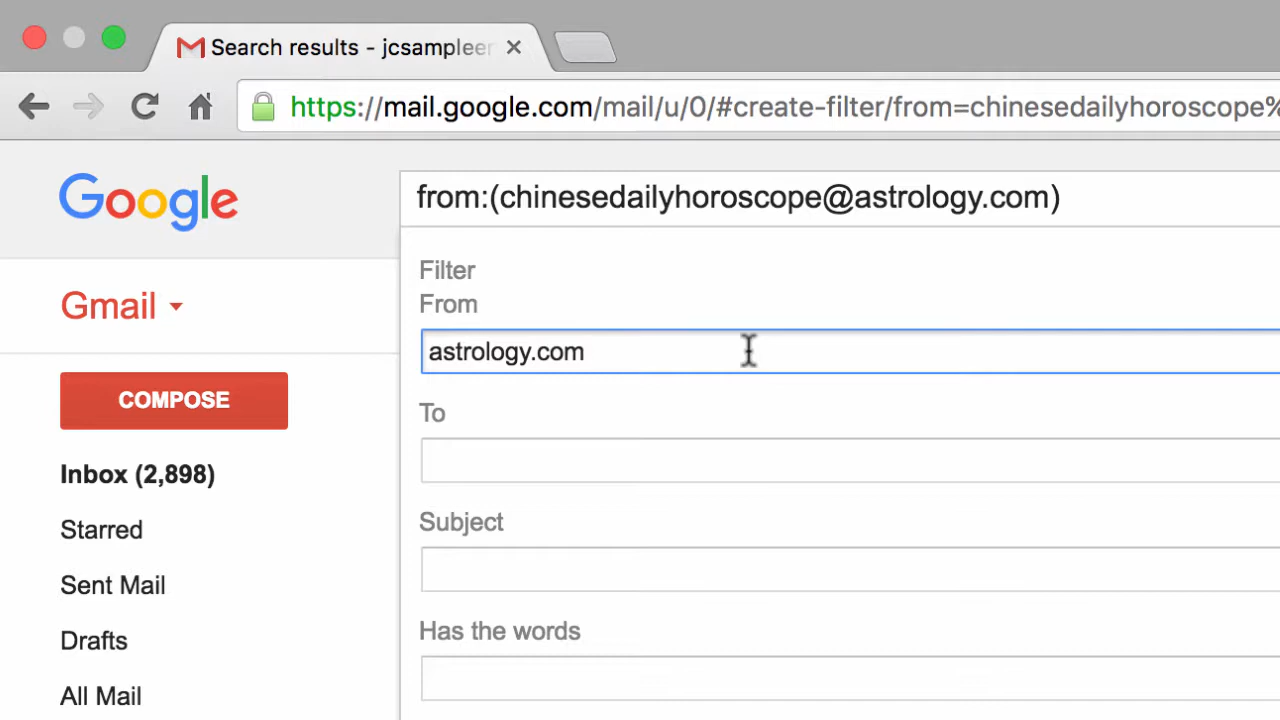 Search results - jcsampleer
https://mail.google.com/mail/u/0/#create-filter/from=chinesedailyhoroscope%
Google
from:(chinesedailyhoroscope@astrology.com)
Filter
From
Gmail
astrology.com
COMPOSE
To
Inbox (2,898)
Starred
Subject
Sent Mail
Drafts
Has the words
All Mail